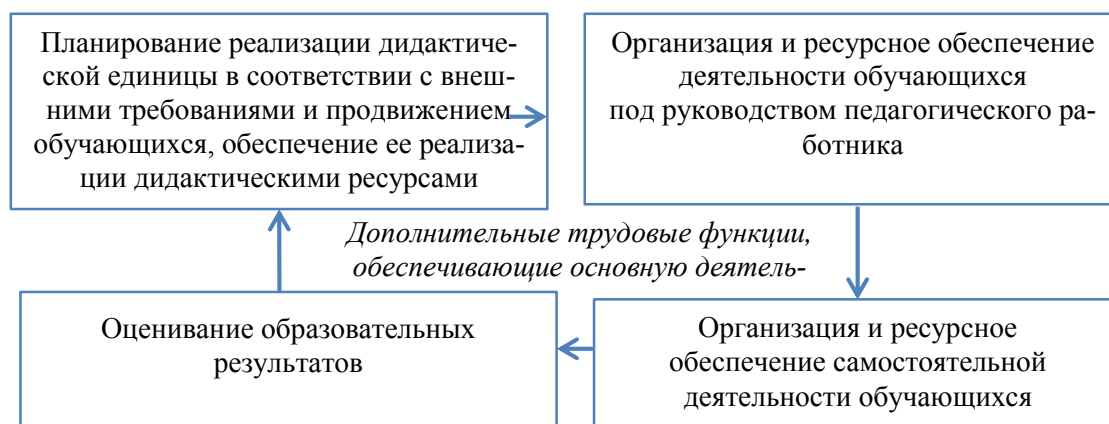 Планирование реализации дидактиче-
ской единицы в соответствии с внеш-
ними требованиями и продвижением
обучающихся, обеспечение ее реализа-
ции дидактическими ресурсами
Организация и ресурсное обеспечение
деятельности обучающихся
под руководством педагогического ра-
ботника
Дополнительные трудовые функции,
обеспечивающие основную деятель-
Оценивание образовательных
результатов
Организация и ресурсное
обеспечение самостоятельной
деятельности обучающихся